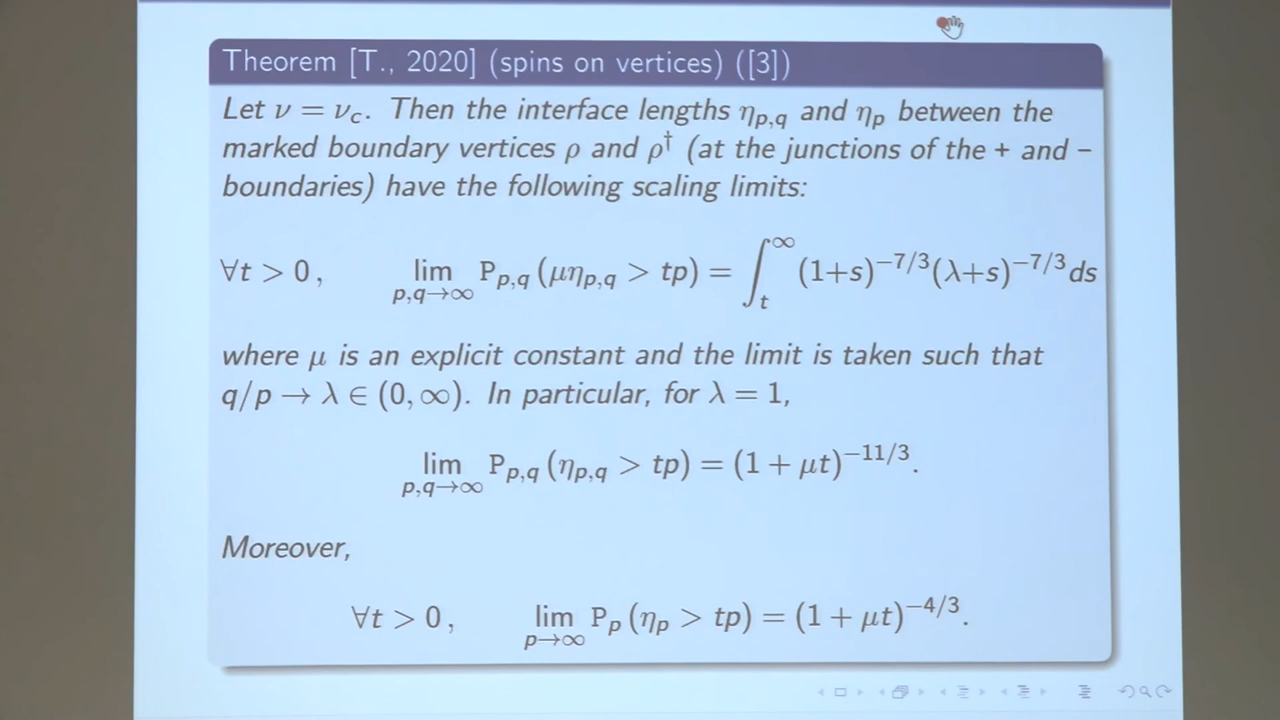 Theorem [T., 2020] (spins on vertices) ([3])
Let ν = ν_c. Then the interface lengths η_{p,q} and η_p between the
marked boundary vertices ρ and ρ^† (at the junctions of the + and −
boundaries) have the following scaling limits:
∀t > 0, lim_{p,q→∞} P_{p,q} (μη_{p,q} > tp) = ∫_t^∞ (1+s)^{−7/3}(λ+s)^{−7/3} ds
where μ is an explicit constant and the limit is taken such that
q/p → λ ∈ (0, ∞). In particular, for λ = 1,
lim_{p,q→∞} P_{p,q} (η_{p,q} > tp) = (1 + μt)^{−11/3}.
Moreover,
∀t > 0, lim_{p→∞} P_p (η_p > tp) = (1 + μt)^{−4/3}.